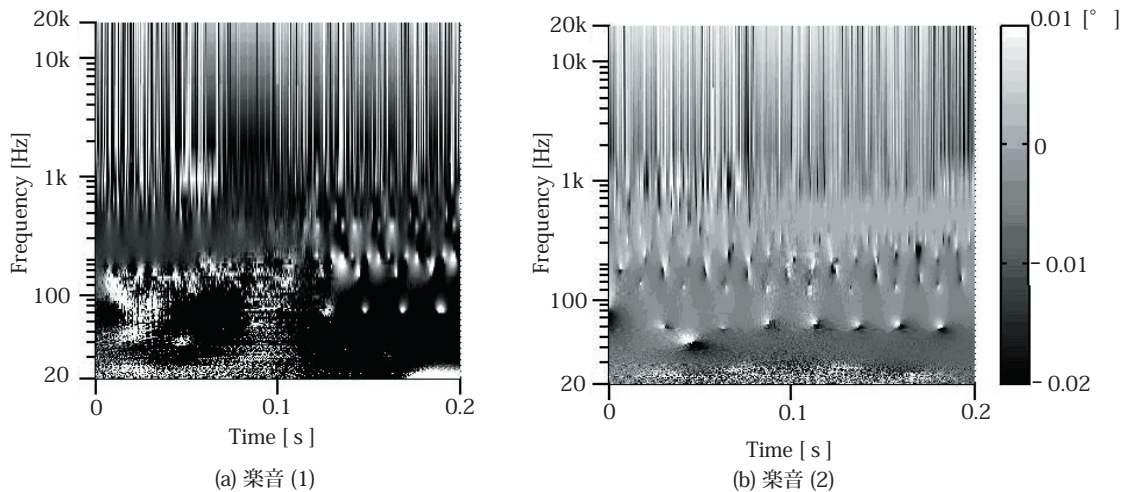 20k
10k
1k
100
20
Frequency [Hz]
0
0.1
0.2
Time [ s ]
(a) 楽音 (1)
20k
10k
1k
100
20
Frequency [Hz]
0
0.1
0.2
Time [ s ]
(b) 楽音 (2)
0.01 [° ]
0
-0.01
-0.02